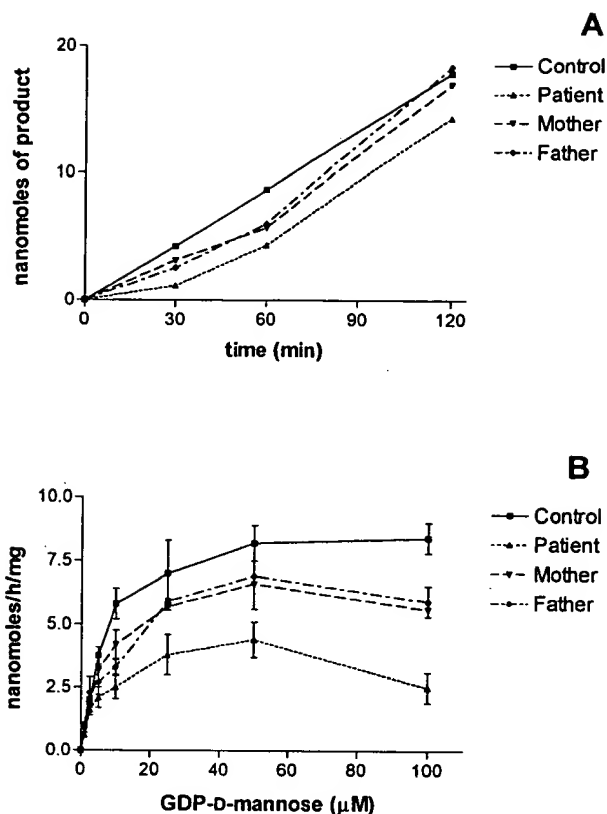 A
20
10
0
nanomoles of product
0 30 60 90 120
time (min)
Control
Patient
Mother
Father
B
10.0
7.5
5.0
2.5
0.0
nanomoles/h/mg
0 20 40 60 80 100
GDP-D-mannose (µM)
Control
Patient
Mother
Father